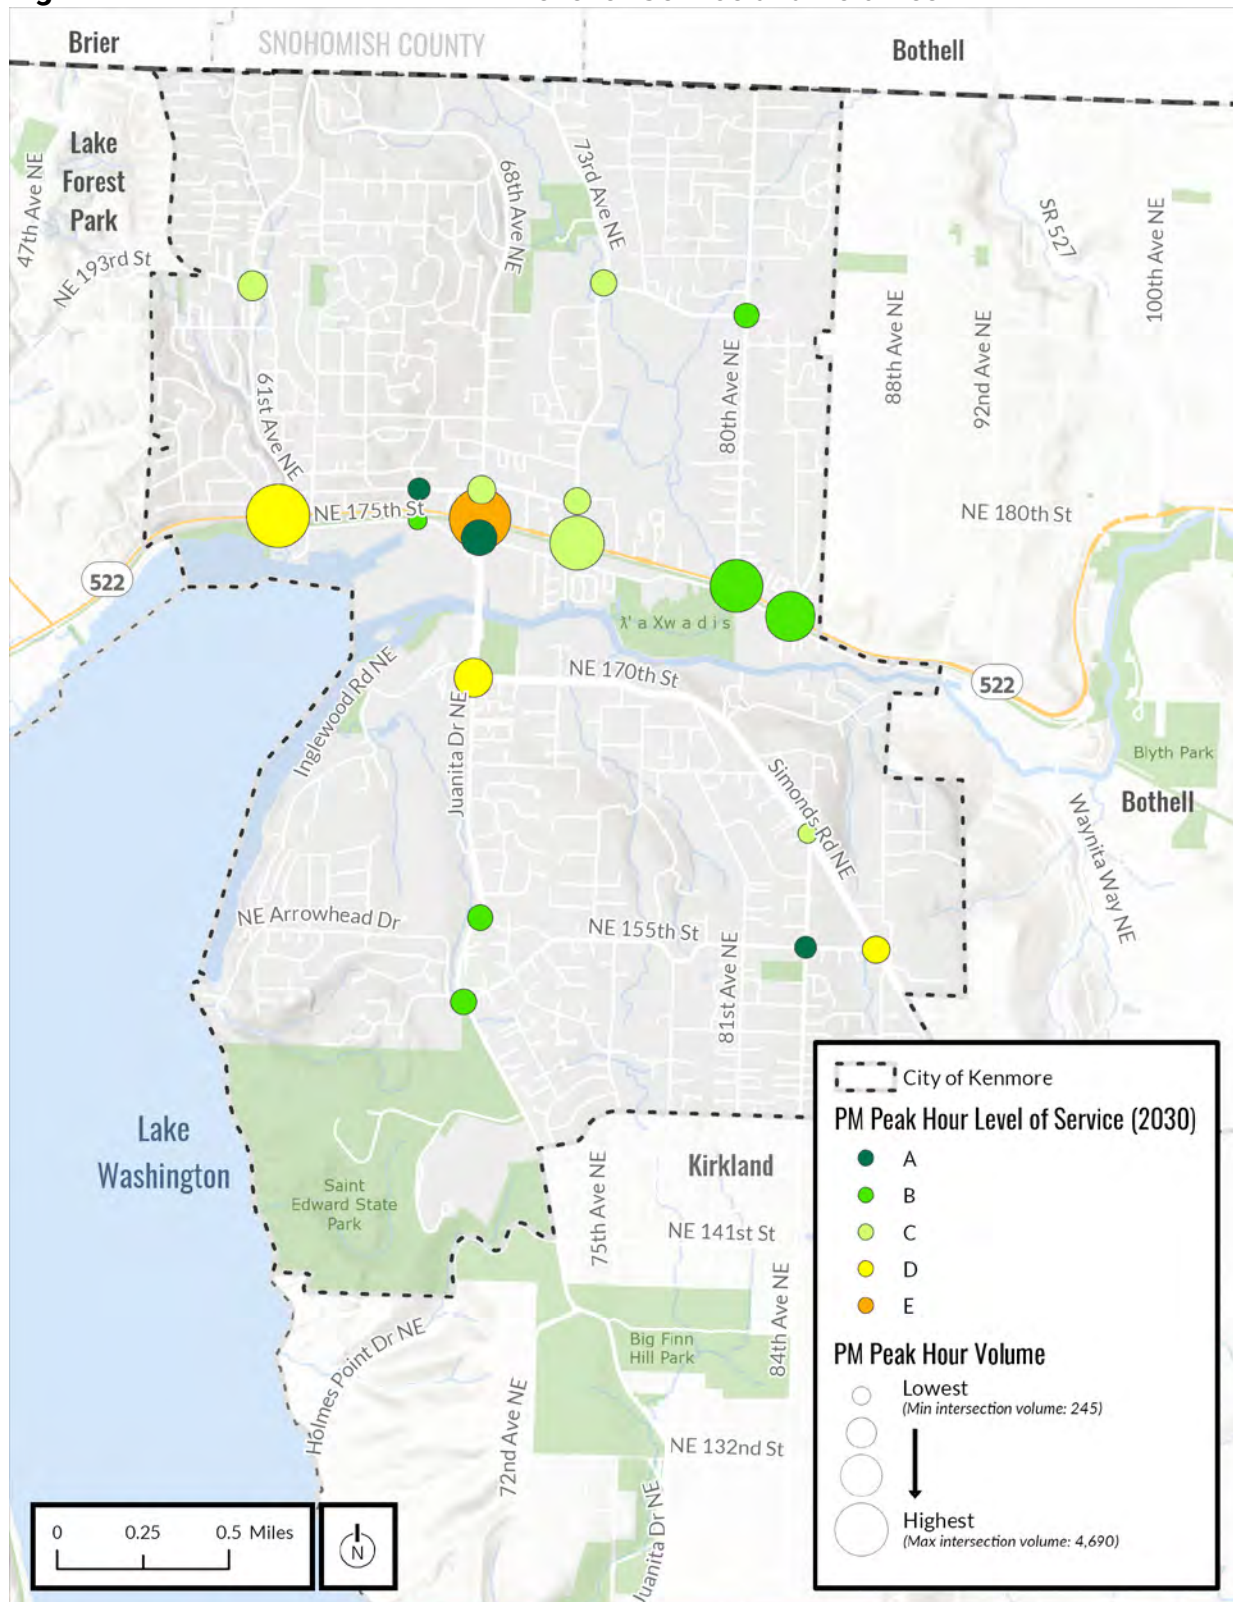 Brier
SNOHOMISH COUNTY
Bothell
Lake
Forest
Park
47th Ave NE
NE 193rd St
68th Ave NE
73rd Ave NE
SR 527
100th Ave NE
88th Ave NE
92nd Ave NE
80th Ave NE
61st Ave NE
NE 175th St
NE 180th St
522
ƛ' a Xw a d i s
522
Inglewood Rd NE
NE 170th St
Juanita Dr NE
Simonds Rd NE
Blyth Park
Bothell
Waynita Way NE
NE Arrowhead Dr
NE 155th St
81st Ave NE
Lake
Washington
Saint
Edward State
Park
Kirkland
75th Ave NE
NE 141st St
84th Ave NE
Big Finn
Hill Park
Holmes Point Dr NE
72nd Ave NE
NE 132nd St
Juanita Dr NE
City of Kenmore
PM Peak Hour Level of Service (2030)
A
B
C
D
E
PM Peak Hour Volume
Lowest
(Min intersection volume: 245)
Highest
(Max intersection volume: 4,690)
0 0.25 0.5 Miles
N